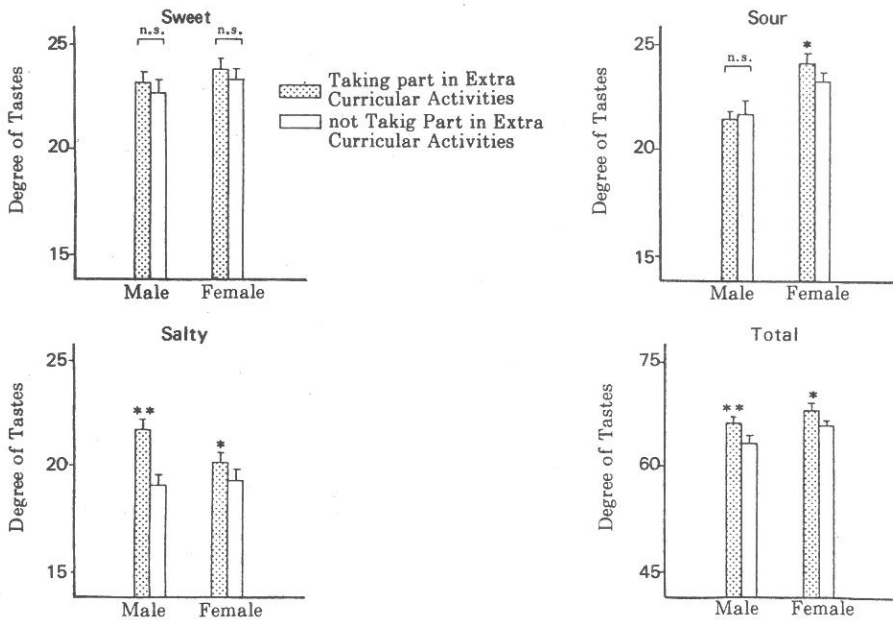 Sweet
Degree of Tastes
25
20
15
n.s.
n.s.
Male
Female
Taking part in Extra
Curricular Activities
not Takig Part in Extra
Curricular Activities
Sour
Degree of Tastes
25
20
15
n.s.
*
Male
Female
Salty
Degree of Tastes
25
20
15
**
*
Male
Female
Total
Degree of Tastes
75
60
45
**
*
Male
Female